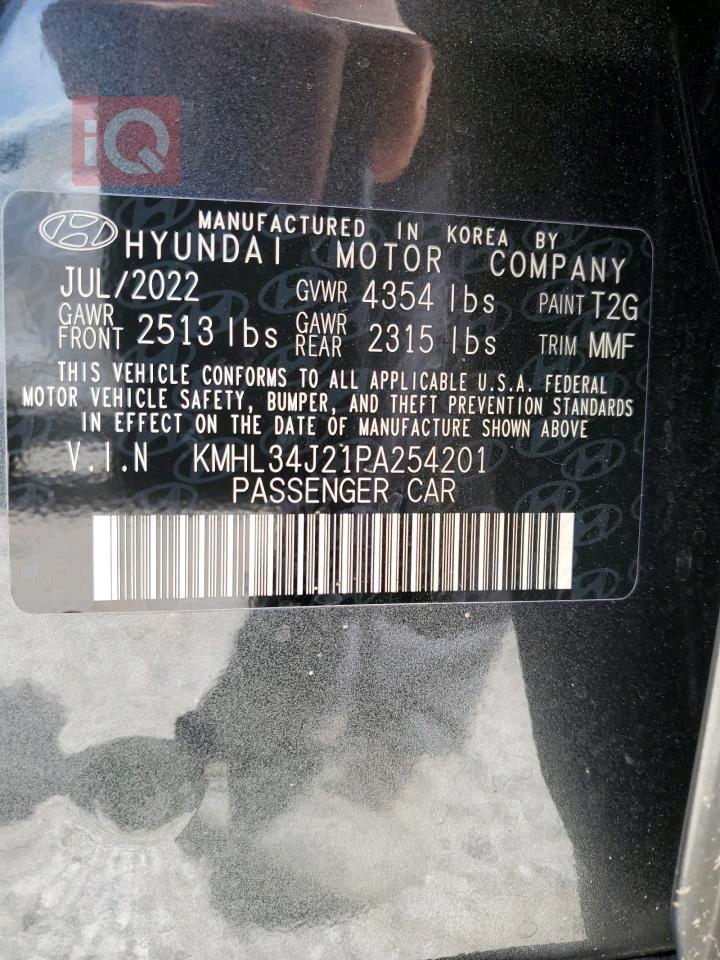 iQ
MANUFACTURED IN KOREA BY
HYUNDAI MOTOR COMPANY
JUL/2022 GVWR 4354 lbs PAINT T2G
GAWR FRONT 2513 lbs GAWR REAR 2315 lbs TRIM MMF
THIS VEHICLE CONFORMS TO ALL APPLICABLE U.S.A. FEDERAL
MOTOR VEHICLE SAFETY, BUMPER, AND THEFT PREVENTION STANDARDS
IN EFFECT ON THE DATE OF MANUFACTURE SHOWN ABOVE
V.I.N KMHL34J21PA254201
PASSENGER CAR